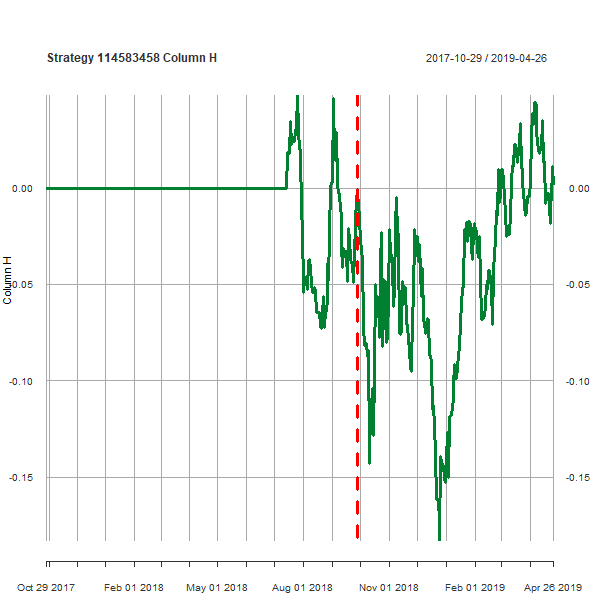 Strategy 114583458 Column H
2017-10-29 / 2019-04-26
0.00
0.00
-0.05
-0.05
-0.10
-0.10
-0.15
-0.15
Column H
Oct 29 2017
Feb 01 2018
May 01 2018
Aug 01 2018
Nov 01 2018
Feb 01 2019
Apr 26 2019